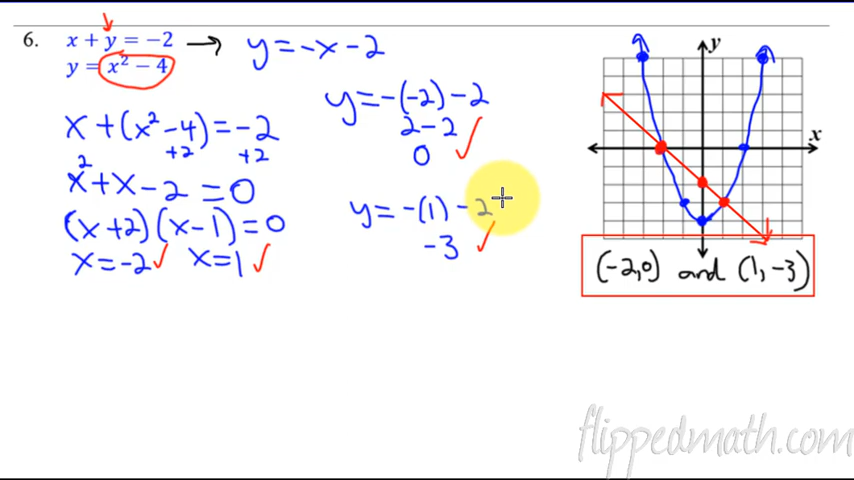 6. x + y = −2 → y = -x - 2
y = x² − 4
y = -(-2) - 2
2 - 2
0 ✓
x + (x² - 4) = -2
+2 +2
x² + x - 2 = 0
(x + 2)(x - 1) = 0
x = -2 ✓ x = 1 ✓
y = -(1) - 2
-3 ✓
y
x
(-2,0) and (1, -3)
flippedmath.com